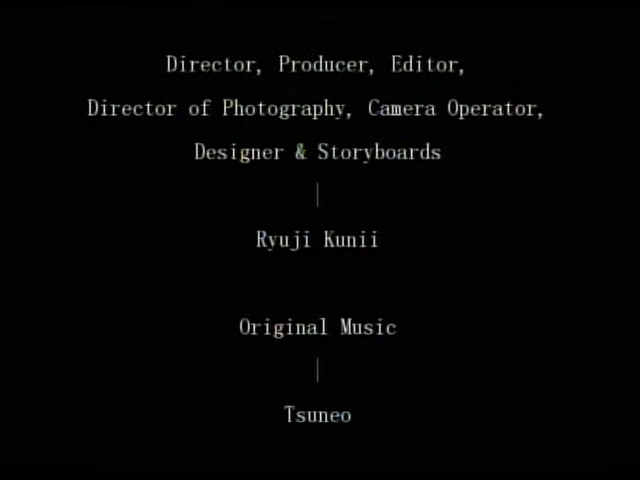 Director, Producer, Editor,
Director of Photography, Camera Operator,
Designer & Storyboards
|
Ryuji Kunii
Original Music
|
Tsuneo